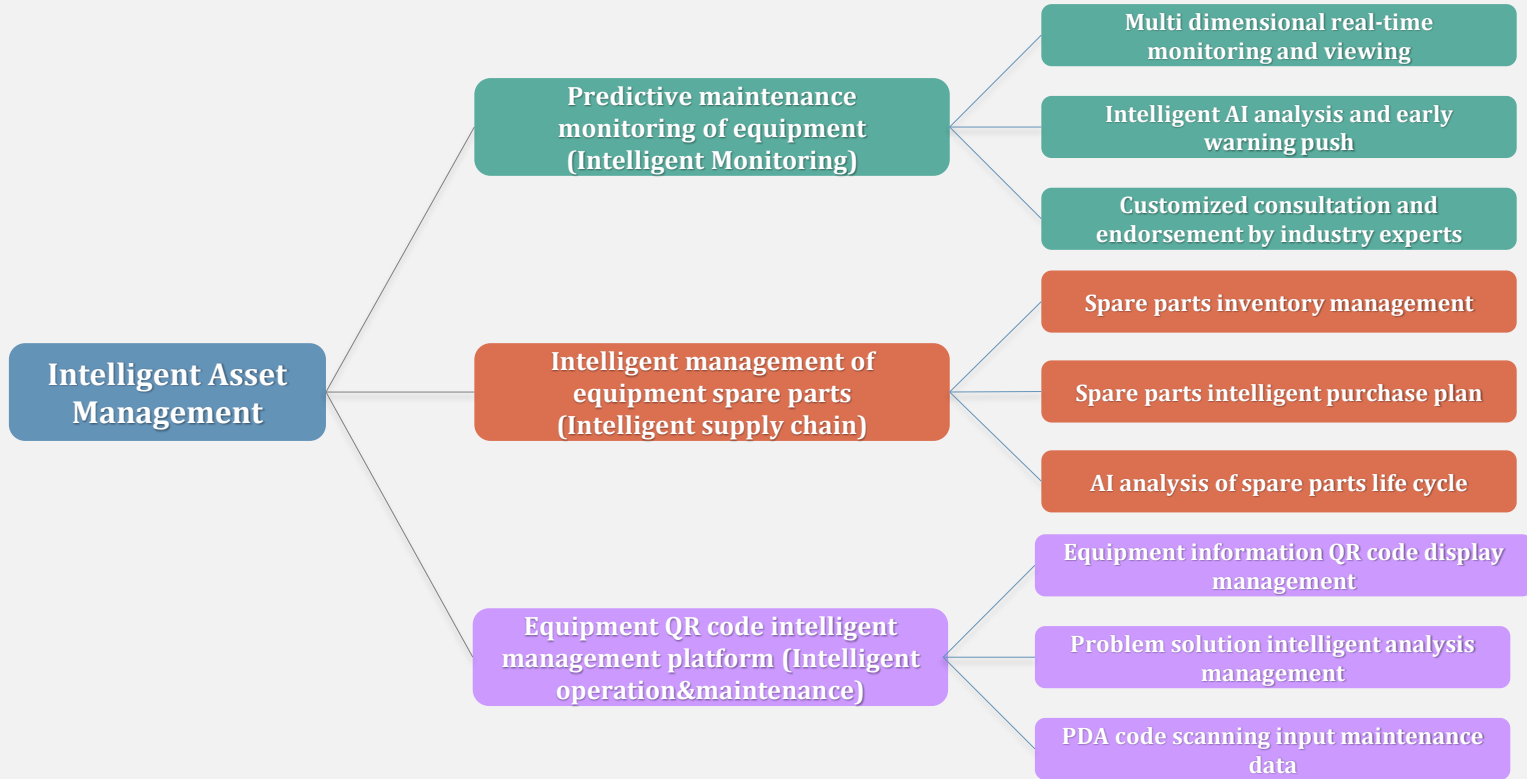 Intelligent Asset
Management
Predictive maintenance
monitoring of equipment
(Intelligent Monitoring)
Multi dimensional real-time
monitoring and viewing
Intelligent AI analysis and early
warning push
Customized consultation and
endorsement by industry experts
Intelligent management of
equipment spare parts
(Intelligent supply chain)
Spare parts inventory management
Spare parts intelligent purchase plan
AI analysis of spare parts life cycle
Equipment QR code intelligent
management platform (Intelligent
operation&maintenance)
Equipment information QR code display
management
Problem solution intelligent analysis
management
PDA code scanning input maintenance
data